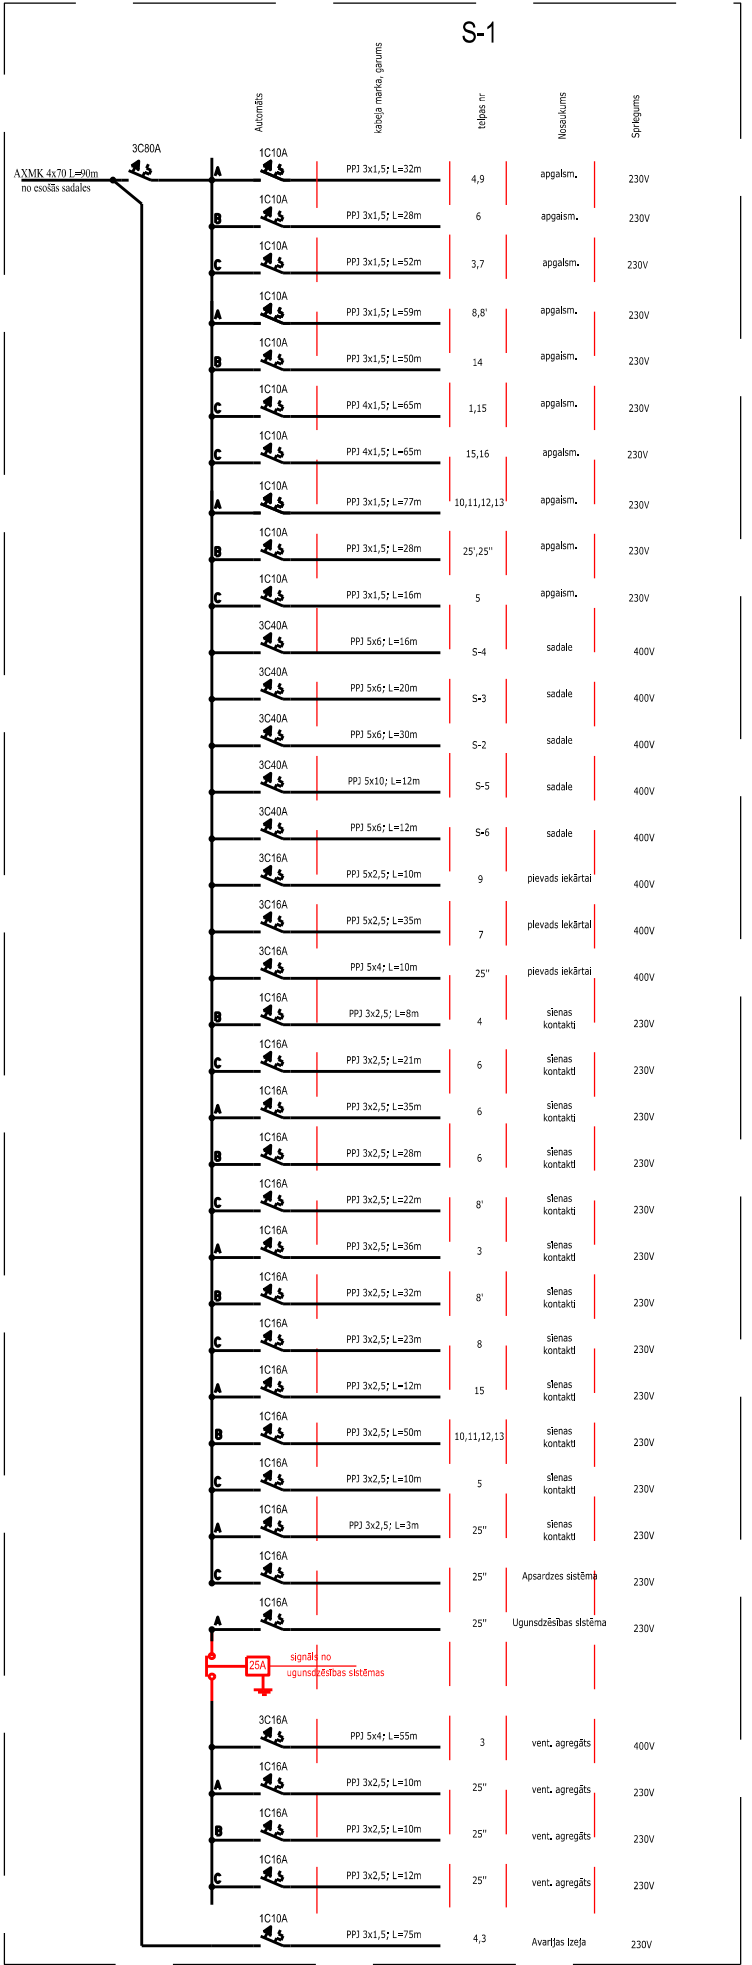 S-1
Automāts
kabeļa marka, garums
telpas nr
Nosaukums
Spriegums
AXMK 4x70 L=90m
no esošās sadales
3C80A
A 1C10A PPJ 3x1,5; L=32m 4,9 apgaism. 230V
B 1C10A PPJ 3x1,5; L=28m 6 apgaism. 230V
C 1C10A PPJ 3x1,5; L=52m 3,7 apgaism. 230V
A 1C10A PPJ 3x1,5; L=59m 8,8' apgaism. 230V
B 1C10A PPJ 3x1,5; L=50m 14 apgaism. 230V
C 1C10A PPJ 4x1,5; L=65m 1,15 apgaism. 230V
C 1C10A PPJ 4x1,5; L=65m 15,16 apgaism. 230V
A 1C10A PPJ 3x1,5; L=77m 10,11,12,13 apgaism. 230V
B 1C10A PPJ 3x1,5; L=28m 25',25" apgaism. 230V
C 1C10A PPJ 3x1,5; L=16m 5 apgaism. 230V
3C40A PPJ 5x6; L=16m S-4 sadale 400V
3C40A PPJ 5x6; L=20m S-3 sadale 400V
3C40A PPJ 5x6; L=30m S-2 sadale 400V
3C40A PPJ 5x10; L=12m S-5 sadale 400V
3C40A PPJ 5x6; L=12m S-6 sadale 400V
3C16A PPJ 5x2,5; L=10m 9 pievads iekārtai 400V
3C16A PPJ 5x2,5; L=35m 7 pievads iekārtai 400V
3C16A PPJ 5x4; L=10m 25" pievads iekārtai 400V
B 1C16A PPJ 3x2,5; L=8m 4 sienas kontakti 230V
C 1C16A PPJ 3x2,5; L=21m 6 sienas kontakti 230V
A 1C16A PPJ 3x2,5; L=35m 6 sienas kontakti 230V
B 1C16A PPJ 3x2,5; L=28m 6 sienas kontakti 230V
C 1C16A PPJ 3x2,5; L=22m 8' sienas kontakti 230V
A 1C16A PPJ 3x2,5; L=36m 3 sienas kontakti 230V
B 1C16A PPJ 3x2,5; L=32m 8' sienas kontakti 230V
C 1C16A PPJ 3x2,5; L=23m 8 sienas kontakti 230V
A 1C16A PPJ 3x2,5; L=12m 15 sienas kontakti 230V
B 1C16A PPJ 3x2,5; L=50m 10,11,12,13 sienas kontakti 230V
C 1C16A PPJ 3x2,5; L=10m 5 sienas kontakti 230V
A 1C16A PPJ 3x2,5; L=3m 25" sienas kontakti 230V
C 1C16A 25" Apsardzes sistēma 230V
A 1C16A 25" Ugunsdzēsības sistēma 230V
25A signāls no
ugunsdzēsības sistēmas
3C16A PPJ 5x4; L=55m 3 vent. agregāts 400V
A 1C16A PPJ 3x2,5; L=10m 25" vent. agregāts 230V
B 1C16A PPJ 3x2,5; L=10m 25" vent. agregāts 230V
C 1C16A PPJ 3x2,5; L=12m 25" vent. agregāts 230V
1C10A PPJ 3x1,5; L=75m 4,3 Avarijas izeja 230V